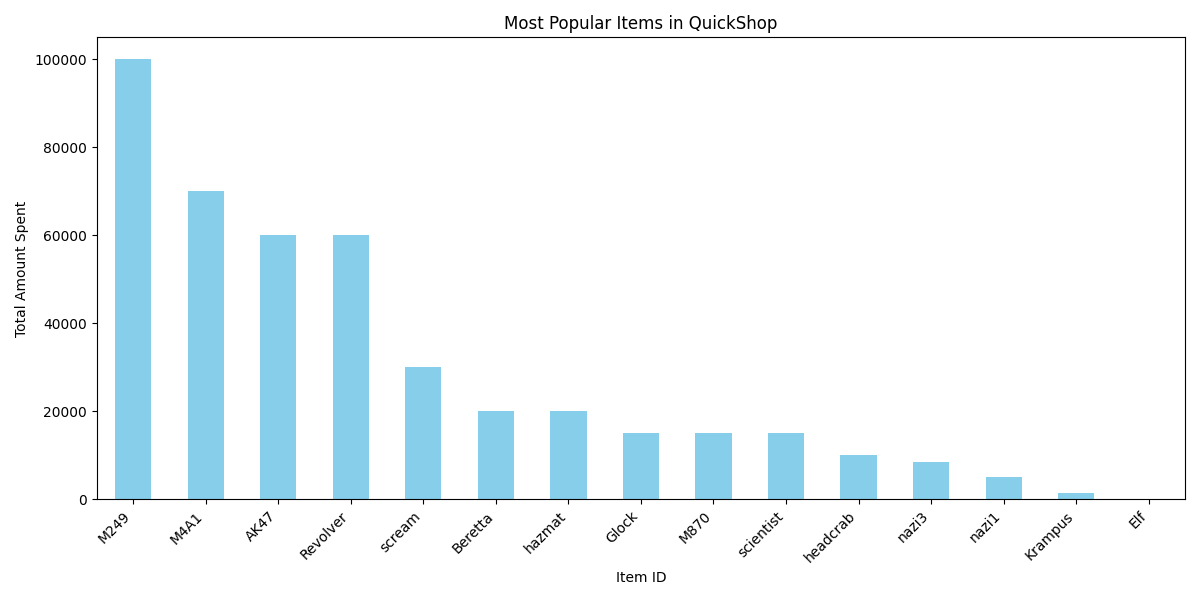 Most Popular Items in QuickShop
Total Amount Spent
100000
80000
60000
40000
20000
0
M249
M4A1
AK47
Revolver
scream
Beretta
hazmat
Glock
M870
scientist
headcrab
nazi3
nazi1
Krampus
Elf
Item ID